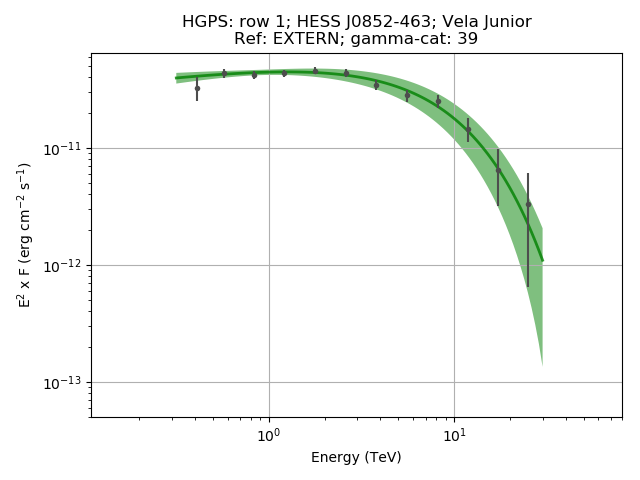 HGPS: row 1; HESS J0852-463; Vela Junior
Ref: EXTERN; gamma-cat: 39
E² x F (erg cm⁻² s⁻¹)
10⁻¹¹
10⁻¹²
10⁻¹³
10⁰ 10¹
Energy (TeV)